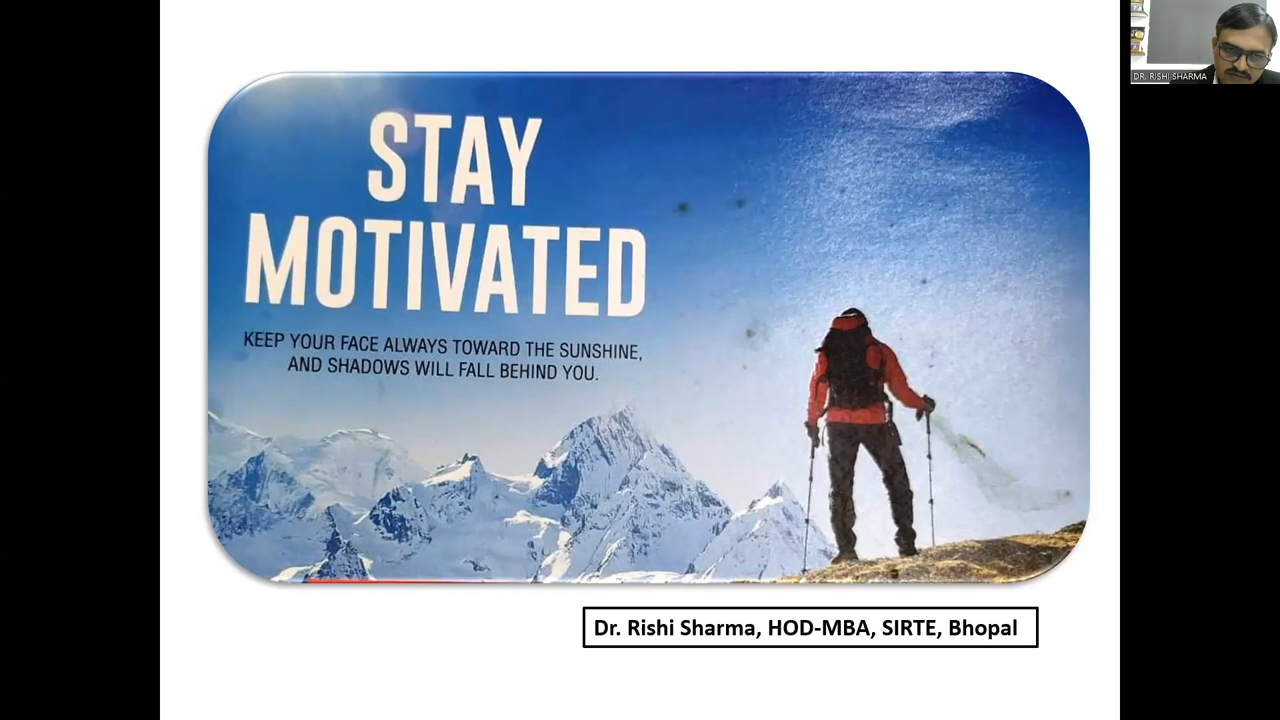 STAY
MOTIVATED
KEEP YOUR FACE ALWAYS TOWARD THE SUNSHINE,
AND SHADOWS WILL FALL BEHIND YOU.
Dr. Rishi Sharma, HOD-MBA, SIRTE, Bhopal
DR. RISHI SHARMA